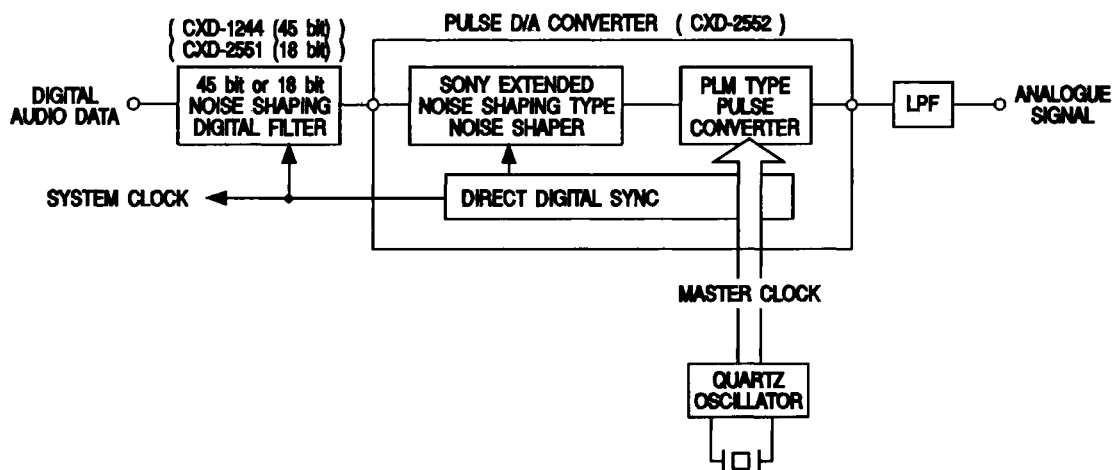 ( CXD-1244 (45 bit) )
( CXD-2551 (18 bit) )
PULSE D/A CONVERTER ( CXD-2552 )
DIGITAL
AUDIO DATA
45 bit or 18 bit
NOISE SHAPING
DIGITAL FILTER
SONY EXTENDED
NOISE SHAPING TYPE
NOISE SHAPER
PLM TYPE
PULSE
CONVERTER
LPF
ANALOGUE
SIGNAL
SYSTEM CLOCK
DIRECT DIGITAL SYNC
MASTER CLOCK
QUARTZ
OSCILLATOR